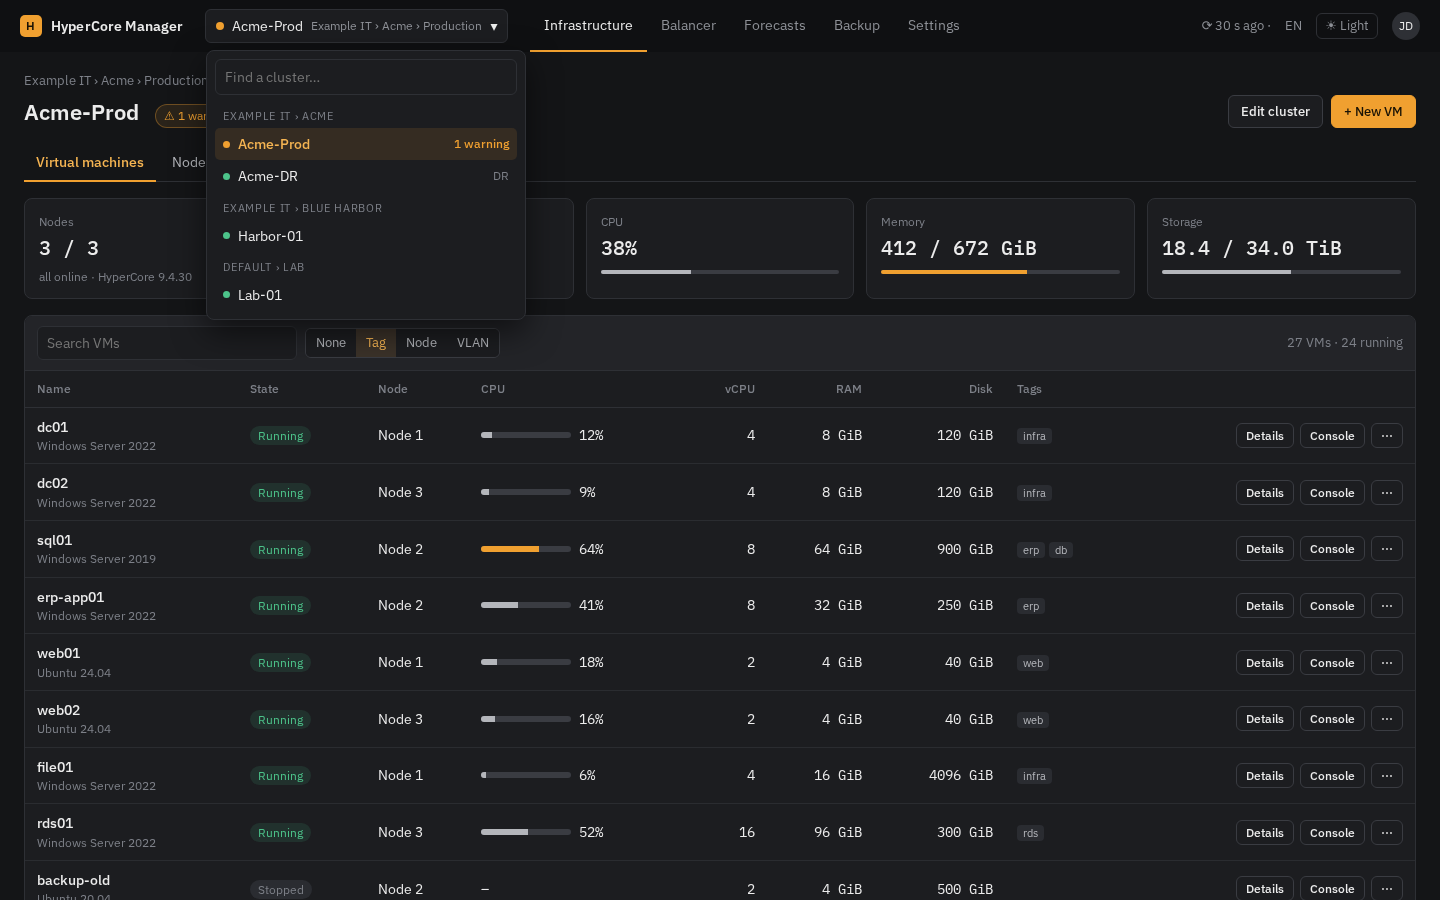 H HyperCore Manager
Acme-Prod Example IT › Acme › Production ▾
Infrastructure Balancer Forecasts Backup Settings
⟳ 30 s ago · EN ☀ Light JD
Find a cluster...
EXAMPLE IT › ACME
Acme-Prod 1 warning
Acme-DR DR
EXAMPLE IT › BLUE HARBOR
Harbor-01
DEFAULT › LAB
Lab-01
Example IT › Acme › Production
Acme-Prod ⚠ 1 war
Edit cluster + New VM
Virtual machines Node
Nodes
3 / 3
all online · HyperCore 9.4.30
CPU
38%
Memory
412 / 672 GiB
Storage
18.4 / 34.0 TiB
Search VMs None Tag Node VLAN 27 VMs · 24 running
Name State Node CPU vCPU RAM Disk Tags
dc01
Windows Server 2022
Running Node 1 12% 4 8 GiB 120 GiB infra Details Console ···
dc02
Windows Server 2022
Running Node 3 9% 4 8 GiB 120 GiB infra Details Console ···
sql01
Windows Server 2019
Running Node 2 64% 8 64 GiB 900 GiB erp db Details Console ···
erp-app01
Windows Server 2022
Running Node 2 41% 8 32 GiB 250 GiB erp Details Console ···
web01
Ubuntu 24.04
Running Node 1 18% 2 4 GiB 40 GiB web Details Console ···
web02
Ubuntu 24.04
Running Node 3 16% 2 4 GiB 40 GiB web Details Console ···
file01
Windows Server 2022
Running Node 1 6% 4 16 GiB 4096 GiB infra Details Console ···
rds01
Windows Server 2022
Running Node 3 52% 16 96 GiB 300 GiB rds Details Console ···
backup-old
Ubuntu 20.04
Stopped Node 2 – 2 4 GiB 500 GiB Details Console ···